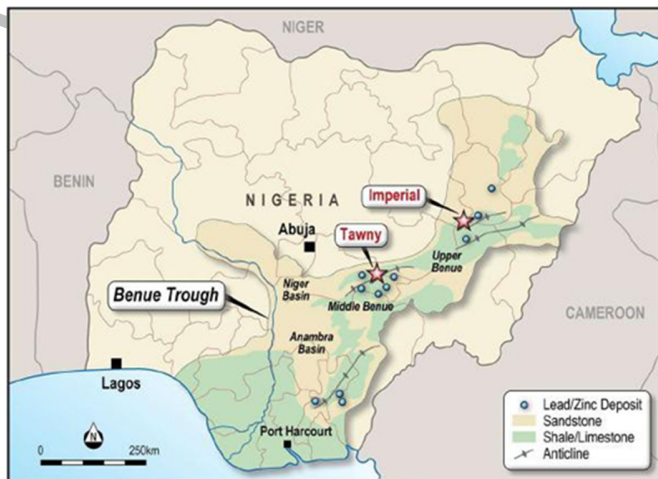 NIGER
BENIN
NIGERIA
Imperial
Abuja
Tawny
Upper
Benue
Benue Trough
Niger
Basin
Middle Benue
Anambra
Basin
CAMEROON
Lagos
Port Harcourt
N
0 250km
Lead/Zinc Deposit
Sandstone
Shale/Limestone
Anticline